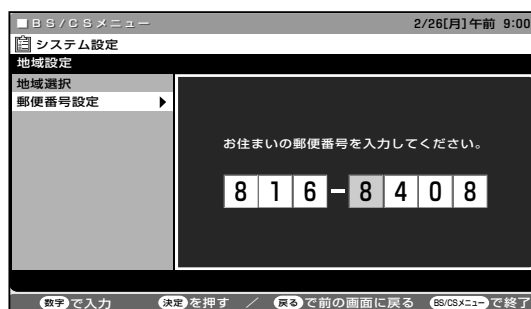 ■BS/CSメニュー 2/26[月]午前 9:00
システム設定
地域設定
地域選択
郵便番号設定 ▶
お住まいの郵便番号を入力してください。
816-8408
数字で入力 決定を押す / 戻るで前の画面に戻る BS/CSメニューで終了